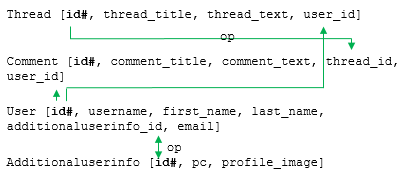 Thread [id#, thread_title, thread_text, user_id]
op
Comment [id#, comment_title, comment_text, thread_id,
user_id]
User [id#, username, first_name, last_name,
additionaluserinfo_id, email]
op
Additionaluserinfo [id#, pc, profile_image]